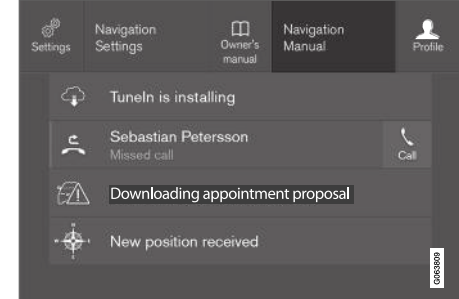 Settings
Navigation
Settings
Owner's
manual
Navigation
Manual
Profile
TuneIn is installing
Sebastian Petersson
Missed call
Call
Downloading appointment proposal
New position received
G063809